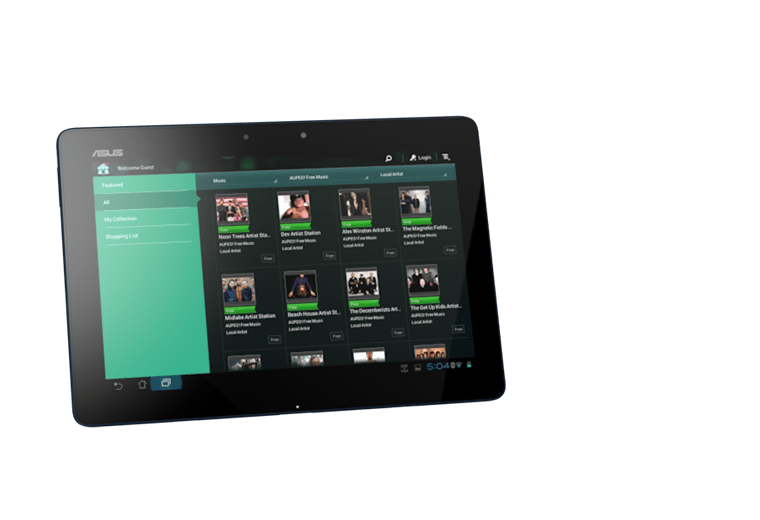 ASUS
Welcome Guest
Login
Featured
All
My Collection
Shopping List
Music
AUPEO! Free Music
Local Artist
Free
Free
Free
Free
Neon Trees Artist Sta...
Dev Artist Station
Alex Winston Artist St...
The Magnetic Fields ...
AUPEO! Free Music
AUPEO! Free Music
AUPEO! Free Music
AUPEO! Free Music
Local Artist
Local Artist
Local Artist
Local Artist
Free
Free
Free
Free
Free
Free
Free
Free
Midlake Artist Station
Beach House Artist St...
The Decemberists Art...
The Get Up Kids Artist...
AUPEO! Free Music
AUPEO! Free Music
AUPEO! Free Music
AUPEO! Free Music
Local Artist
Local Artist
Local Artist
Local Artist
Free
Free
Free
Free
5:04